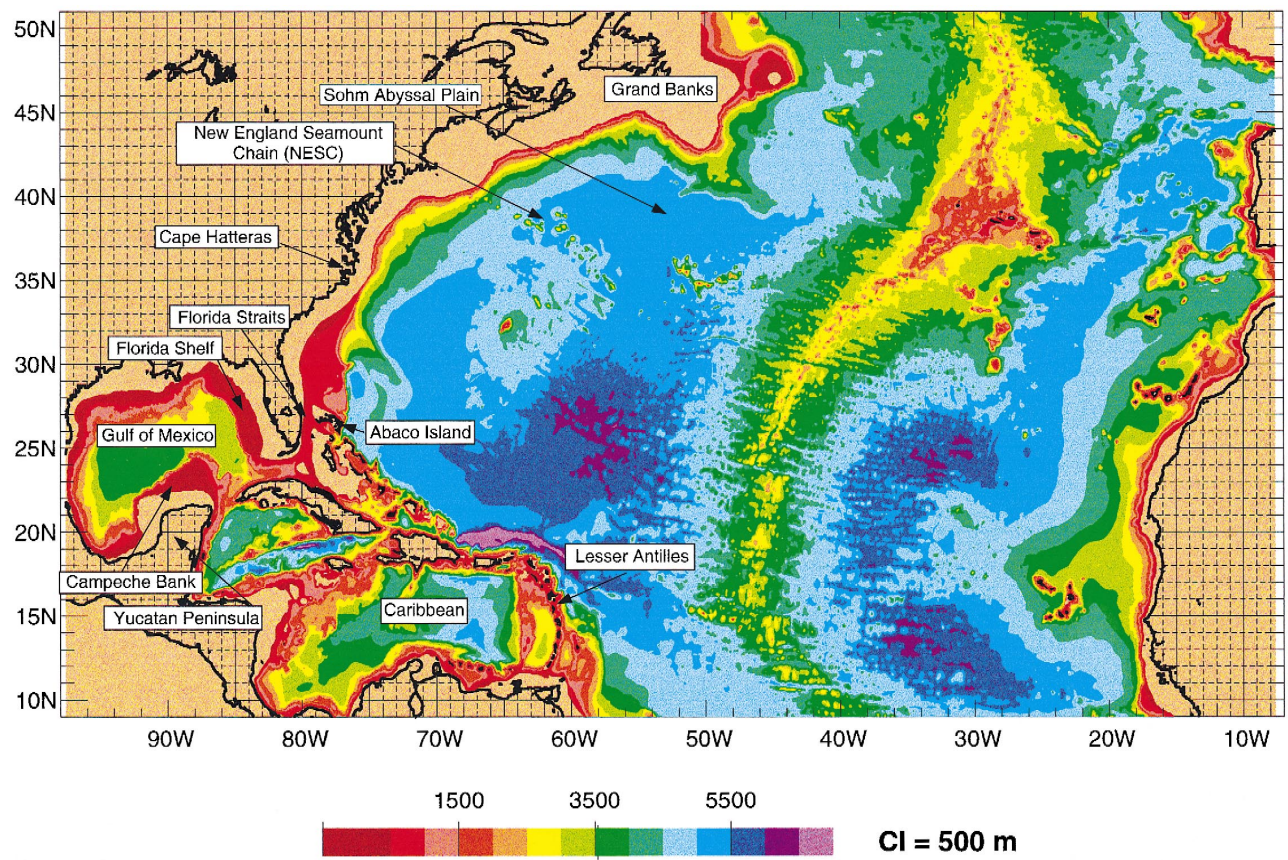 50N
45N
40N
35N
30N
25N
20N
15N
10N
Grand Banks
Sohm Abyssal Plain
New England Seamount
Chain (NESC)
Cape Hatteras
Florida Straits
Florida Shelf
Gulf of Mexico
Abaco Island
Lesser Antilles
Campeche Bank
Caribbean
Yucatan Peninsula
90W 80W 70W 60W 50W 40W 30W 20W 10W
1500 3500 5500
CI = 500 m